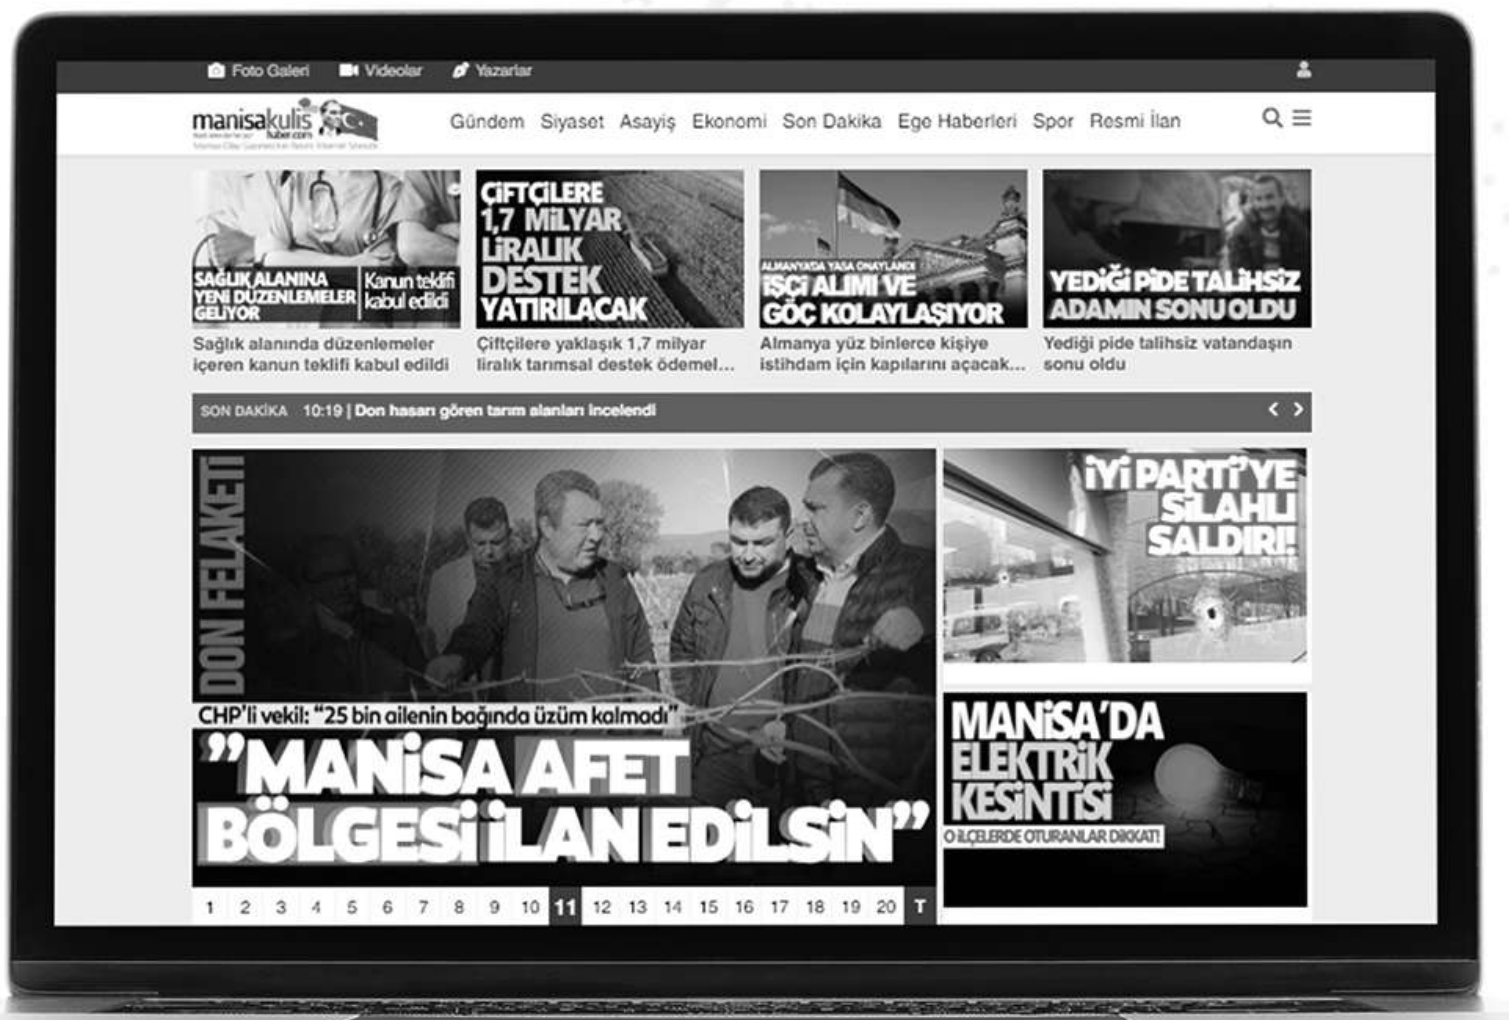 Foto Galeri Videolar Yazarlar
manisakulis
haber.com
Gündem Siyaset Asayiş Ekonomi Son Dakika Ege Haberleri Spor Resmi İlan
SAĞLIK ALANINA
YENİ DÜZENLEMELER
GELİYOR
Kanun teklifi
kabul edildi
Sağlık alanında düzenlemeler
içeren kanun teklifi kabul edildi
ÇİFTÇİLERE
1,7 MİLYAR
LİRALIK
DESTEK
YATIRILACAK
Çiftçilere yaklaşık 1,7 milyar
liralık tarımsal destek ödemel...
ALMANYA'DA YASA ONAYLANDI
İŞÇİ ALIMI VE
GÖÇ KOLAYLAŞIYOR
Almanya yüz binlerce kişiye
istihdam için kapılarını açacak...
YEDİĞİ PİDE TALİHSİZ
ADAMIN SONU OLDU
Yediği pide talihsiz vatandaşın
sonu oldu
SON DAKİKA 10:19 | Don hasarı gören tarım alanları incelendi
DON FELAKETİ
CHP'li vekil: “25 bin ailenin bağında üzüm kalmadı”
”MANİSA AFET
BÖLGESİ İLAN EDİLSİN”
1 2 3 4 5 6 7 8 9 10 11 12 13 14 15 16 17 18 19 20 T
İYİ PARTİ'YE
SİLAHLI
SALDIRI!
MANİSA'DA
ELEKTRİK
KESİNTİSİ
O İLÇELERDE OTURANLAR DİKKAT!